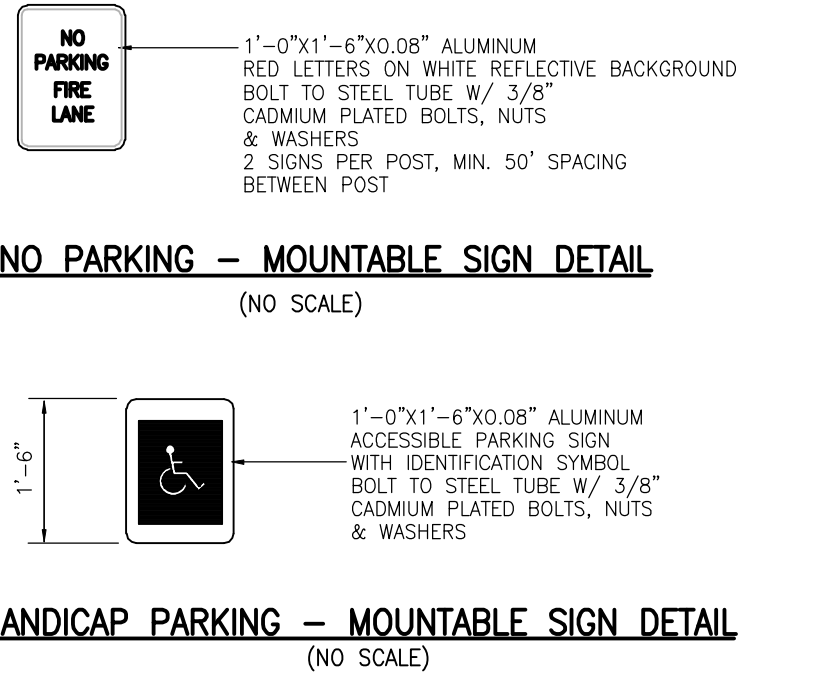 NO
PARKING
FIRE
LANE
1'-0"X1'-6"X0.08" ALUMINUM
RED LETTERS ON WHITE REFLECTIVE BACKGROUND
BOLT TO STEEL TUBE W/ 3/8"
CADMIUM PLATED BOLTS, NUTS
& WASHERS
2 SIGNS PER POST, MIN. 50' SPACING
BETWEEN POST
NO PARKING - MOUNTABLE SIGN DETAIL
(NO SCALE)
1'-6"
1'-0"X1'-6"X0.08" ALUMINUM
ACCESSIBLE PARKING SIGN
WITH IDENTIFICATION SYMBOL
BOLT TO STEEL TUBE W/ 3/8"
CADMIUM PLATED BOLTS, NUTS
& WASHERS
ANDICAP PARKING - MOUNTABLE SIGN DETAIL
(NO SCALE)